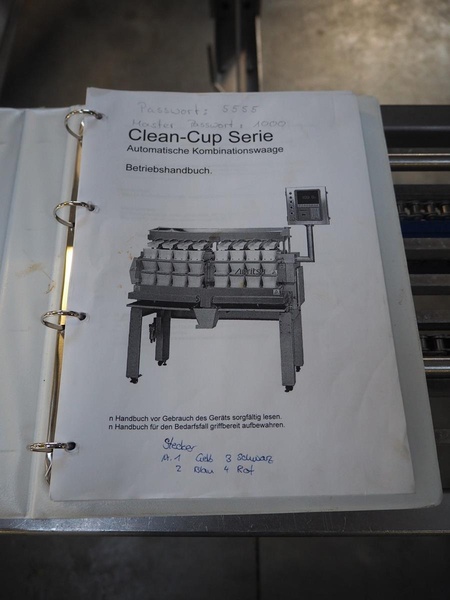 Passwort: 5555
Master Passwort: 1000
Clean-Cup Serie
Automatische Kombinationswaage
Betriebshandbuch.
Anritsu
n Handbuch vor Gebrauch des Geräts sorgfältig lesen.
n Handbuch für den Bedarfsfall griffbereit aufbewahren.
Stecker
1 Gelb 3 Schwarz
2 Blau 4 Rot